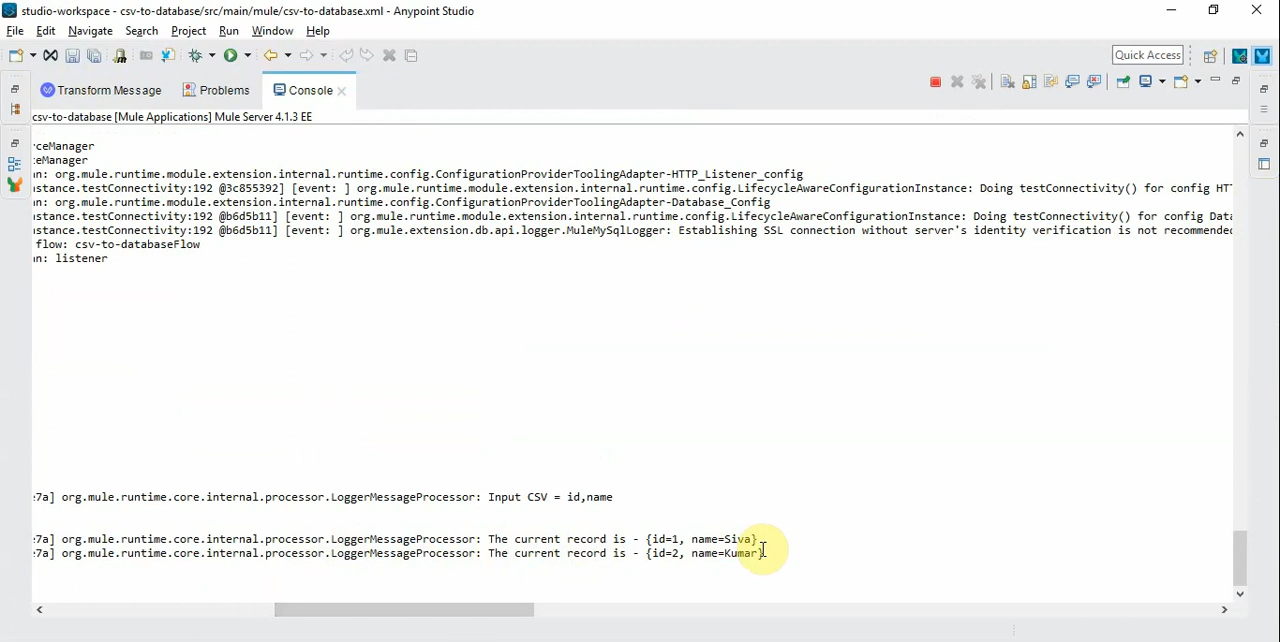 studio-workspace - csv-to-database/src/main/mule/csv-to-database.xml - Anypoint Studio
File Edit Navigate Search Project Run Window Help
Quick Access
Transform Message Problems Console
csv-to-database [Mule Applications] Mule Server 4.1.3 EE
rceManager
:eManager
in: org.mule.runtime.module.extension.internal.runtime.config.ConfigurationProviderToolingAdapter-HTTP_Listener_config
instance.testConnectivity:192 @3c855392] [event: ] org.mule.runtime.module.extension.internal.runtime.config.LifecycleAwareConfigurationInstance: Doing testConnectivity() for config HT
in: org.mule.runtime.module.extension.internal.runtime.config.ConfigurationProviderToolingAdapter-Database_Config
instance.testConnectivity:192 @b6d5b11] [event: ] org.mule.runtime.module.extension.internal.runtime.config.LifecycleAwareConfigurationInstance: Doing testConnectivity() for config Data
instance.testConnectivity:192 @b6d5b11] [event: ] org.mule.extension.db.api.logger.MuleMySqlLogger: Establishing SSL connection without server's identity verification is not recommended
flow: csv-to-databaseFlow
in: listener
:7a] org.mule.runtime.core.internal.processor.LoggerMessageProcessor: Input CSV = id,name
:7a] org.mule.runtime.core.internal.processor.LoggerMessageProcessor: The current record is - {id=1, name=Siva}
:7a] org.mule.runtime.core.internal.processor.LoggerMessageProcessor: The current record is - {id=2, name=Kumar}